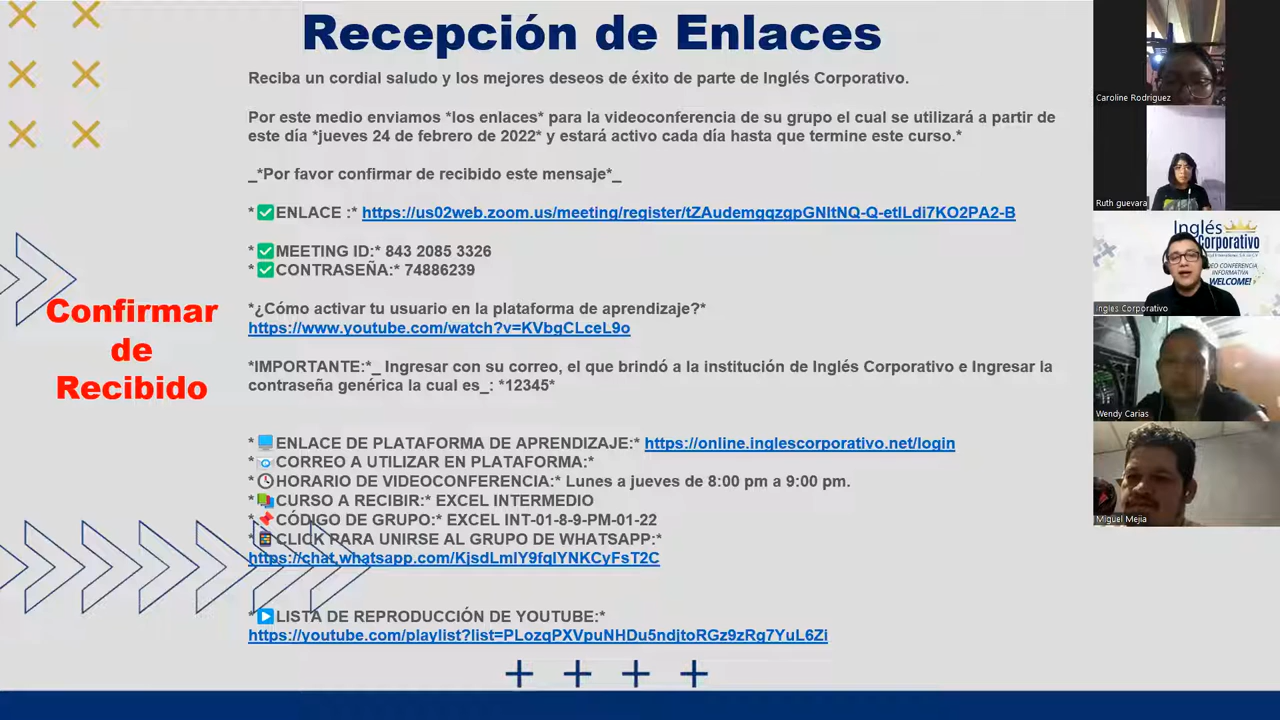 Recepción de Enlaces
Reciba un cordial saludo y los mejores deseos de éxito de parte de Inglés Corporativo.
Por este medio enviamos *los enlaces* para la videoconferencia de su grupo el cual se utilizará a partir de
este día *jueves 24 de febrero de 2022* y estará activo cada día hasta que termine este curso.*
_*Por favor confirmar de recibido este mensaje*_
*✅ENLACE :* https://us02web.zoom.us/meeting/register/tZAudemgqzgpGNItNQ-Q-etlLdi7KO2PA2-B
*✅MEETING ID:* 843 2085 3326
*✅CONTRASEÑA:* 74886239
Confirmar
de
Recibido
*¿Cómo activar tu usuario en la plataforma de aprendizaje?*
https://www.youtube.com/watch?v=KVbgCLceL9o
*IMPORTANTE:*_ Ingresar con su correo, el que brindó a la institución de Inglés Corporativo e Ingresar la
contraseña genérica la cual es_: *12345*
*🖥️ENLACE DE PLATAFORMA DE APRENDIZAJE:* https://online.inglescorporativo.net/login
*📧CORREO A UTILIZAR EN PLATAFORMA:*
*🕓HORARIO DE VIDEOCONFERENCIA:* Lunes a jueves de 8:00 pm a 9:00 pm.
*📚CURSO A RECIBIR:* EXCEL INTERMEDIO
*📌CÓDIGO DE GRUPO:* EXCEL INT-01-8-9-PM-01-22
*📱CLICK PARA UNIRSE AL GRUPO DE WHATSAPP:*
https://chat.whatsapp.com/KjsdLmlY9fqlYNKCyFsT2C
*▶️LISTA DE REPRODUCCIÓN DE YOUTUBE:*
https://youtube.com/playlist?list=PLozqPXVpuNHDu5ndjtoRGz9zRg7YuL6Zi
Caroline Rodriguez
Ruth guevara
Inglés
Corporativo
CONFERENCIA
INFORMATIVA
WELCOME!
Ingles Corporativo
Wendy Carias
Miguel Mejia